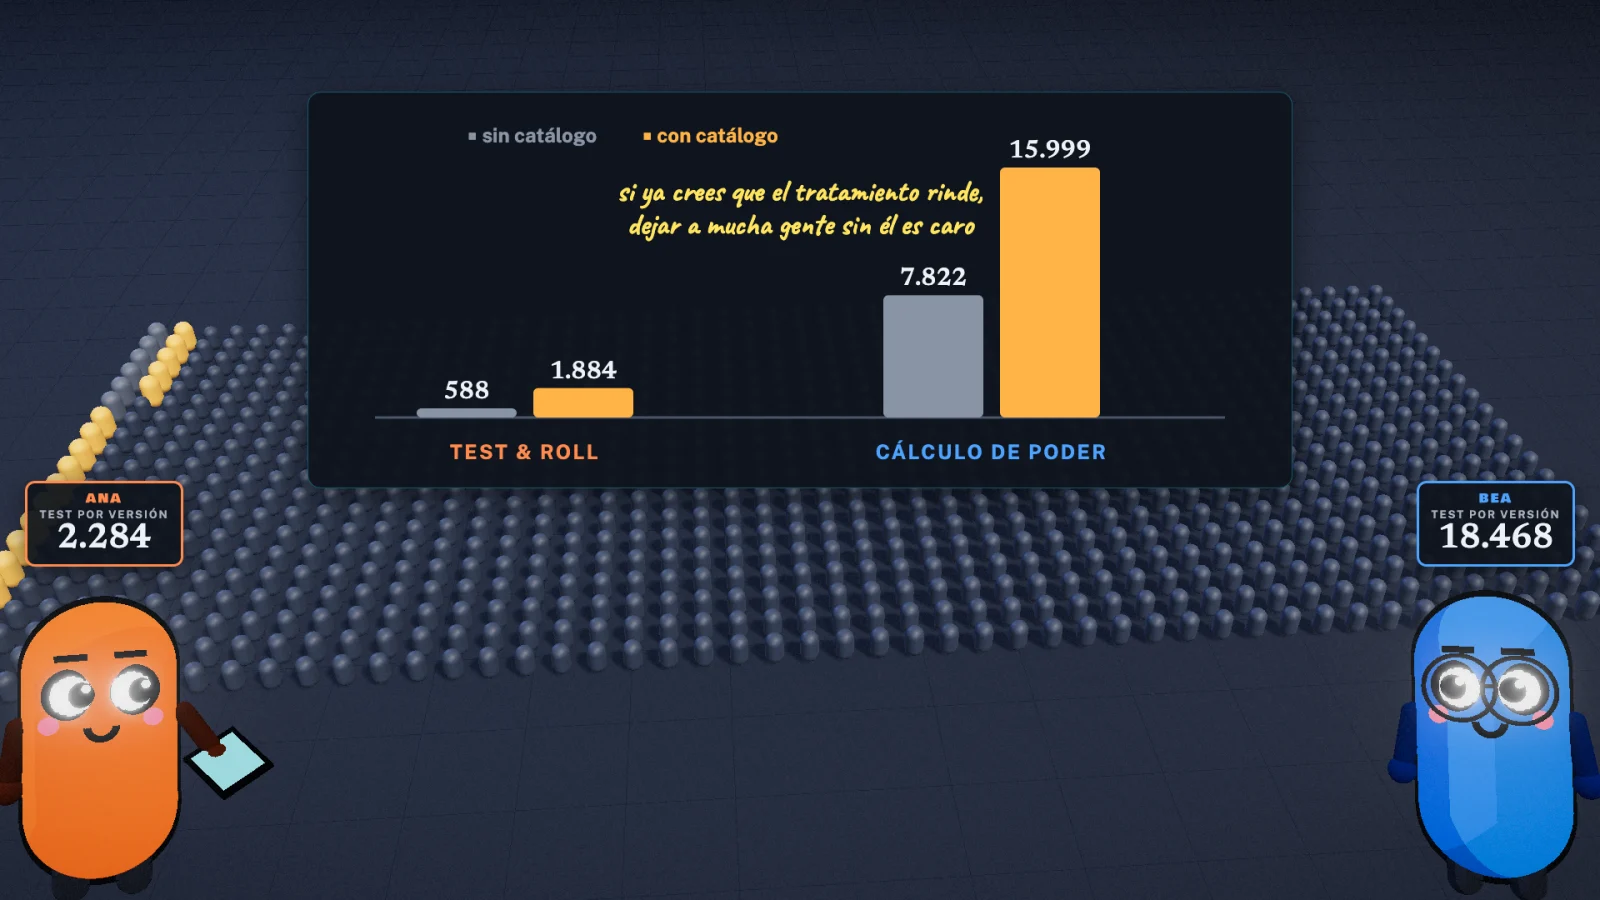 sin catálogo
con catálogo
15.999
si ya crees que el tratamiento rinde,
dejar a mucha gente sin él es caro
7.822
1.884
588
TEST & ROLL
CÁLCULO DE PODER
ANA
TEST POR VERSIÓN
2.284
BEA
TEST POR VERSIÓN
18.468